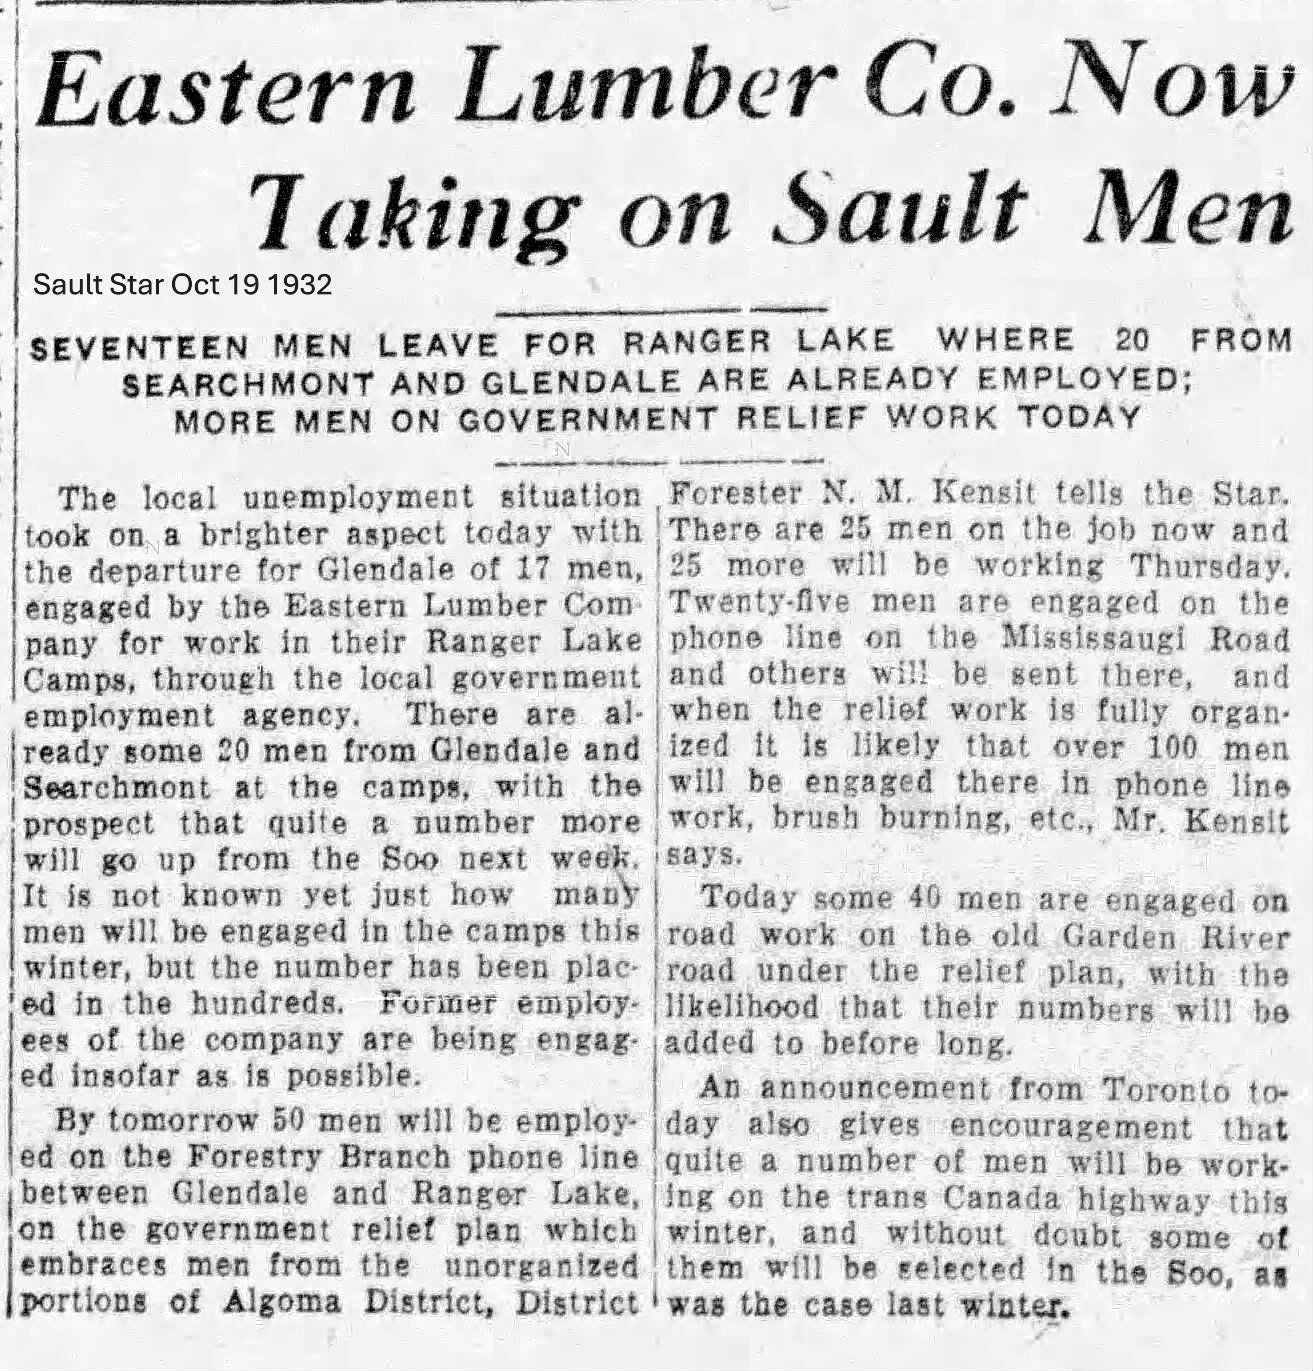 Eastern Lumber Co. Now
Taking on Sault Men
Sault Star Oct 19 1932
SEVENTEEN MEN LEAVE FOR RANGER LAKE WHERE 20 FROM
SEARCHMONT AND GLENDALE ARE ALREADY EMPLOYED;
MORE MEN ON GOVERNMENT RELIEF WORK TODAY
The local unemployment situation
took on a brighter aspect today with
the departure for Glendale of 17 men,
engaged by the Eastern Lumber Com-
pany for work in their Ranger Lake
Camps, through the local government
employment agency. There are al-
ready some 20 men from Glendale and
Searchmont at the camps, with the
prospect that quite a number more
will go up from the Soo next week.
It is not known yet just how many
men will be engaged in the camps this
winter, but the number has been plac-
ed in the hundreds. Former employ-
ees of the company are being engag-
ed insofar as is possible.
By tomorrow 50 men will be employ-
ed on the Forestry Branch phone line
between Glendale and Ranger Lake,
on the government relief plan which
embraces men from the unorganized
portions of Algoma District, District
Forester N. M. Kensit tells the Star.
There are 25 men on the job now and
25 more will be working Thursday.
Twenty-five men are engaged on the
phone line on the Mississaugi Road
and others will be sent there, and
when the relief work is fully organ-
ized it is likely that over 100 men
will be engaged there in phone line
work, brush burning, etc., Mr. Kensit
says.
Today some 40 men are engaged on
road work on the old Garden River
road under the relief plan, with the
likelihood that their numbers will be
added to before long.
An announcement from Toronto to-
day also gives encouragement that
quite a number of men will be work-
ing on the trans Canada highway this
winter, and without doubt some of
them will be selected in the Soo, as
was the case last winter.